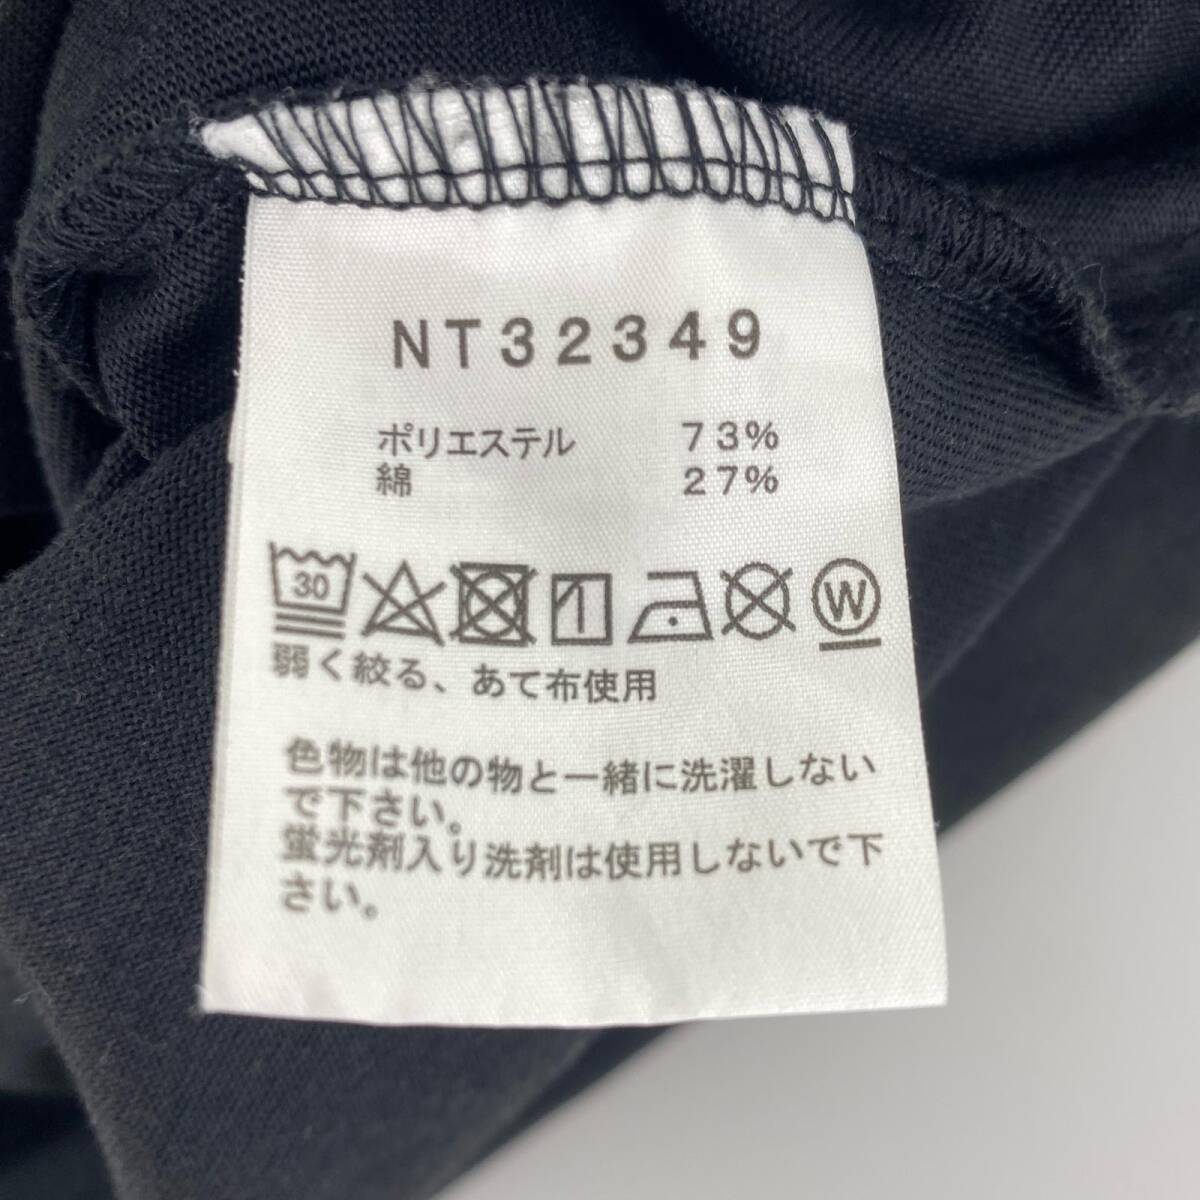 NT32349
ポリエステル 73%
綿 27%
30 W
弱く絞る、あて布使用
色物は他の物と一緒に洗濯しない
で下さい。
蛍光剤入り洗剤は使用しないで下
さい。